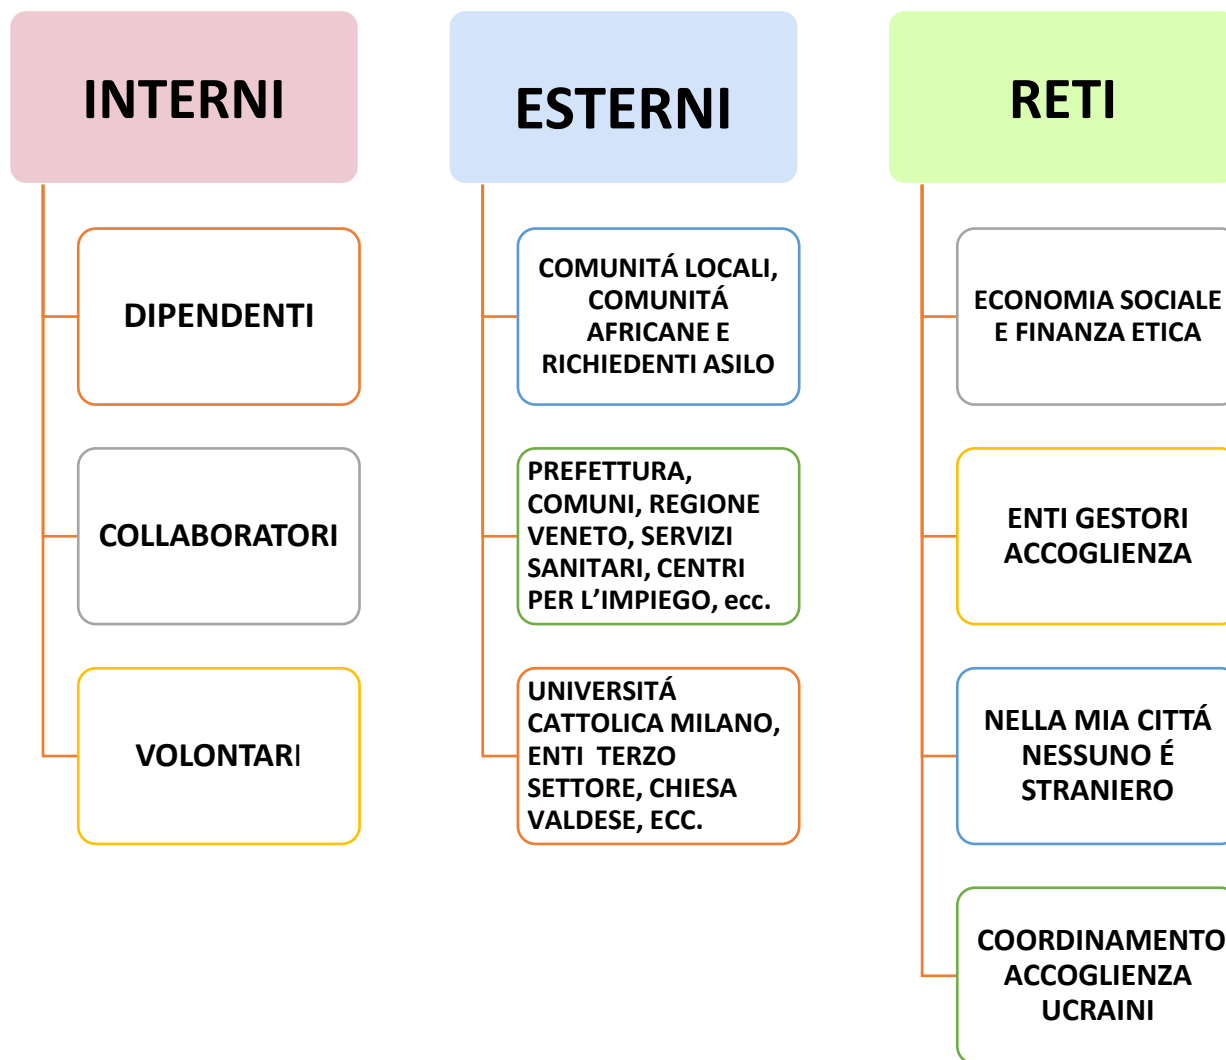 INTERNI
DIPENDENTI
COLLABORATORI
VOLONTARI
ESTERNI
COMUNITÁ LOCALI,
COMUNITÁ
AFRICANE E
RICHIEDENTI ASILO
PREFETTURA,
COMUNI, REGIONE
VENETO, SERVIZI
SANITARI, CENTRI
PER L’IMPIEGO, ecc.
UNIVERSITÁ
CATTOLICA MILANO,
ENTI TERZO
SETTORE, CHIESA
VALDESE, ECC.
RETI
ECONOMIA SOCIALE
E FINANZA ETICA
ENTI GESTORI
ACCOGLIENZA
NELLA MIA CITTÁ
NESSUNO É
STRANIERO
COORDINAMENTO
ACCOGLIENZA
UCRAINI